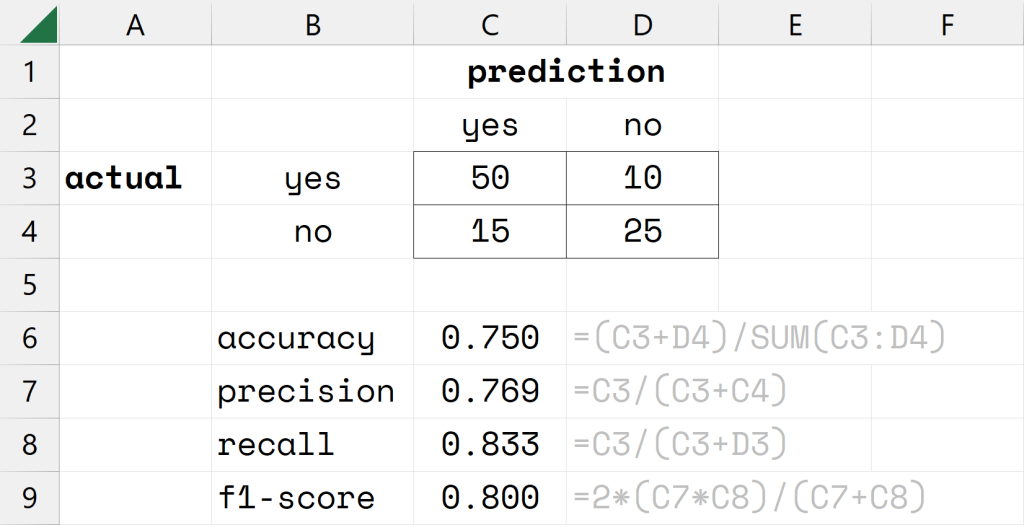 A B C D E F
1 prediction
2 yes no
3 actual yes 50 10
4 no 15 25
5
6 accuracy 0.750 =(C3+D4)/SUM(C3:D4)
7 precision 0.769 =C3/(C3+C4)
8 recall 0.833 =C3/(C3+D3)
9 f1-score 0.800 =2*(C7*C8)/(C7+C8)